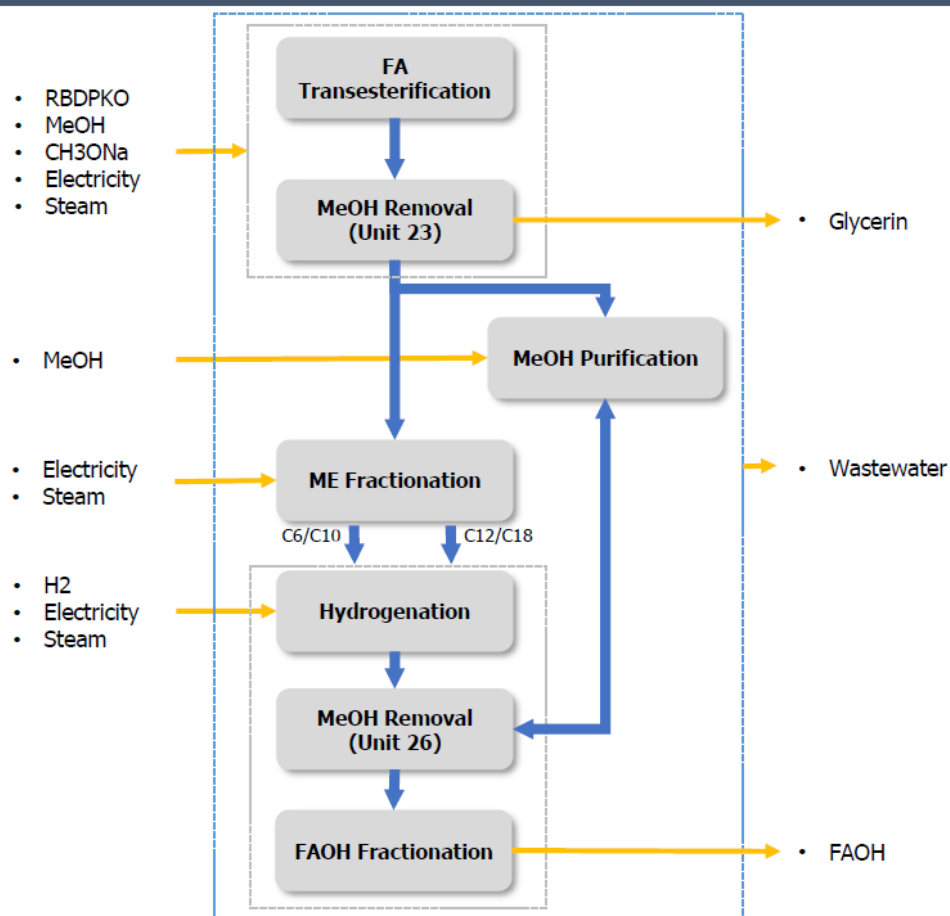 FA
Transesterification
• RBDPKO
• MeOH
• CH3ONa
• Electricity
• Steam
MeOH Removal
(Unit 23)
• Glycerin
• MeOH
MeOH Purification
• Electricity
• Steam
ME Fractionation
• Wastewater
C6/C10
C12/C18
• H2
• Electricity
• Steam
Hydrogenation
MeOH Removal
(Unit 26)
FAOH Fractionation
• FAOH